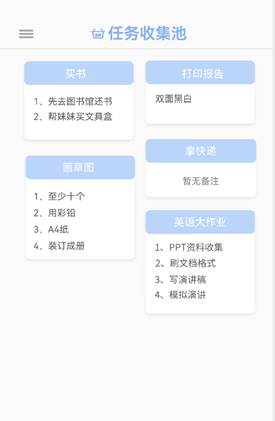 任务收集池
买书
1、先去图书馆还书
2、帮妹妹买文具盒
打印报告
双面黑白
画草图
1、至少十个
2、用彩铅
3、A4纸
4、装订成册
拿快递
暂无备注
英语大作业
1、PPT资料收集
2、刷文档格式
3、写演讲稿
4、模拟演讲